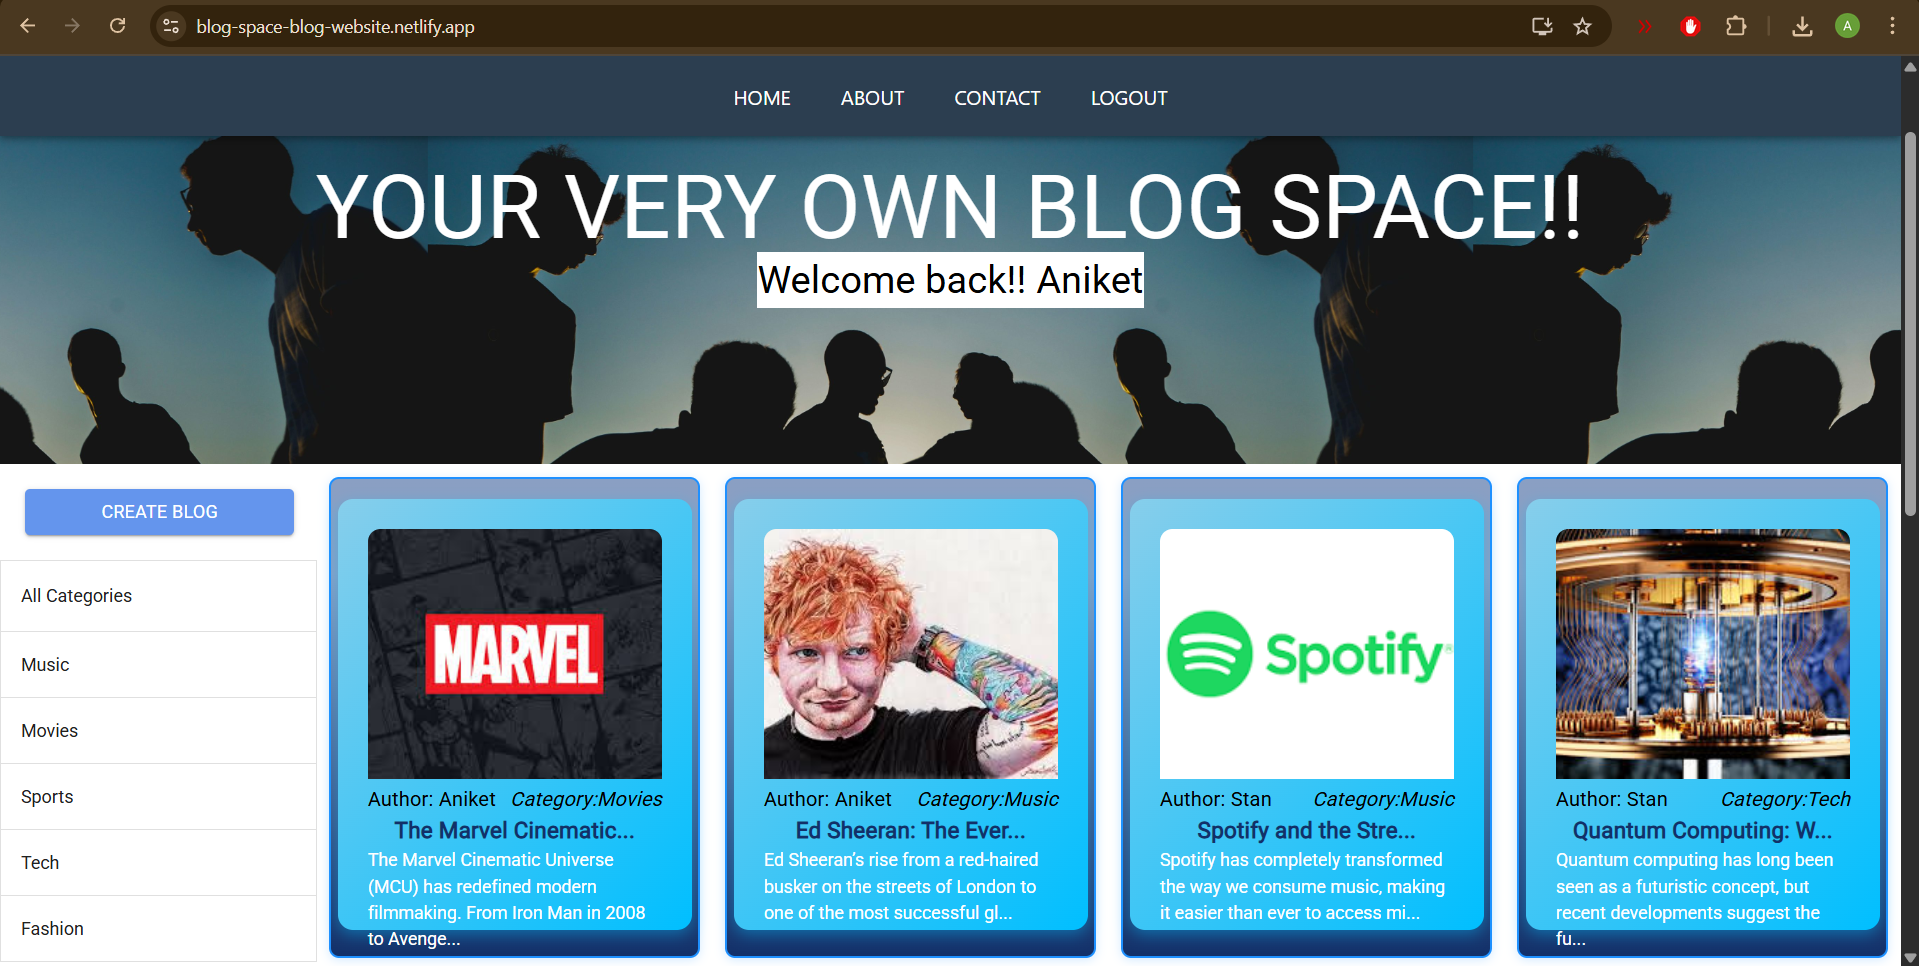 blog-space-blog-website.netlify.app
A
HOME ABOUT CONTACT LOGOUT
YOUR VERY OWN BLOG SPACE!!
Welcome back!! Aniket
CREATE BLOG
All Categories
Music
Movies
Sports
Tech
Fashion
MARVEL
Author: Aniket Category:Movies
The Marvel Cinematic...
The Marvel Cinematic Universe
(MCU) has redefined modern
filmmaking. From Iron Man in 2008
to Avenge...
Author: Aniket Category:Music
Ed Sheeran: The Ever...
Ed Sheeran’s rise from a red-haired
busker on the streets of London to
one of the most successful gl...
Spotify®
Author: Stan Category:Music
Spotify and the Stre...
Spotify has completely transformed
the way we consume music, making
it easier than ever to access mi...
Author: Stan Category:Tech
Quantum Computing: W...
Quantum computing has long been
seen as a futuristic concept, but
recent developments suggest the
fu...